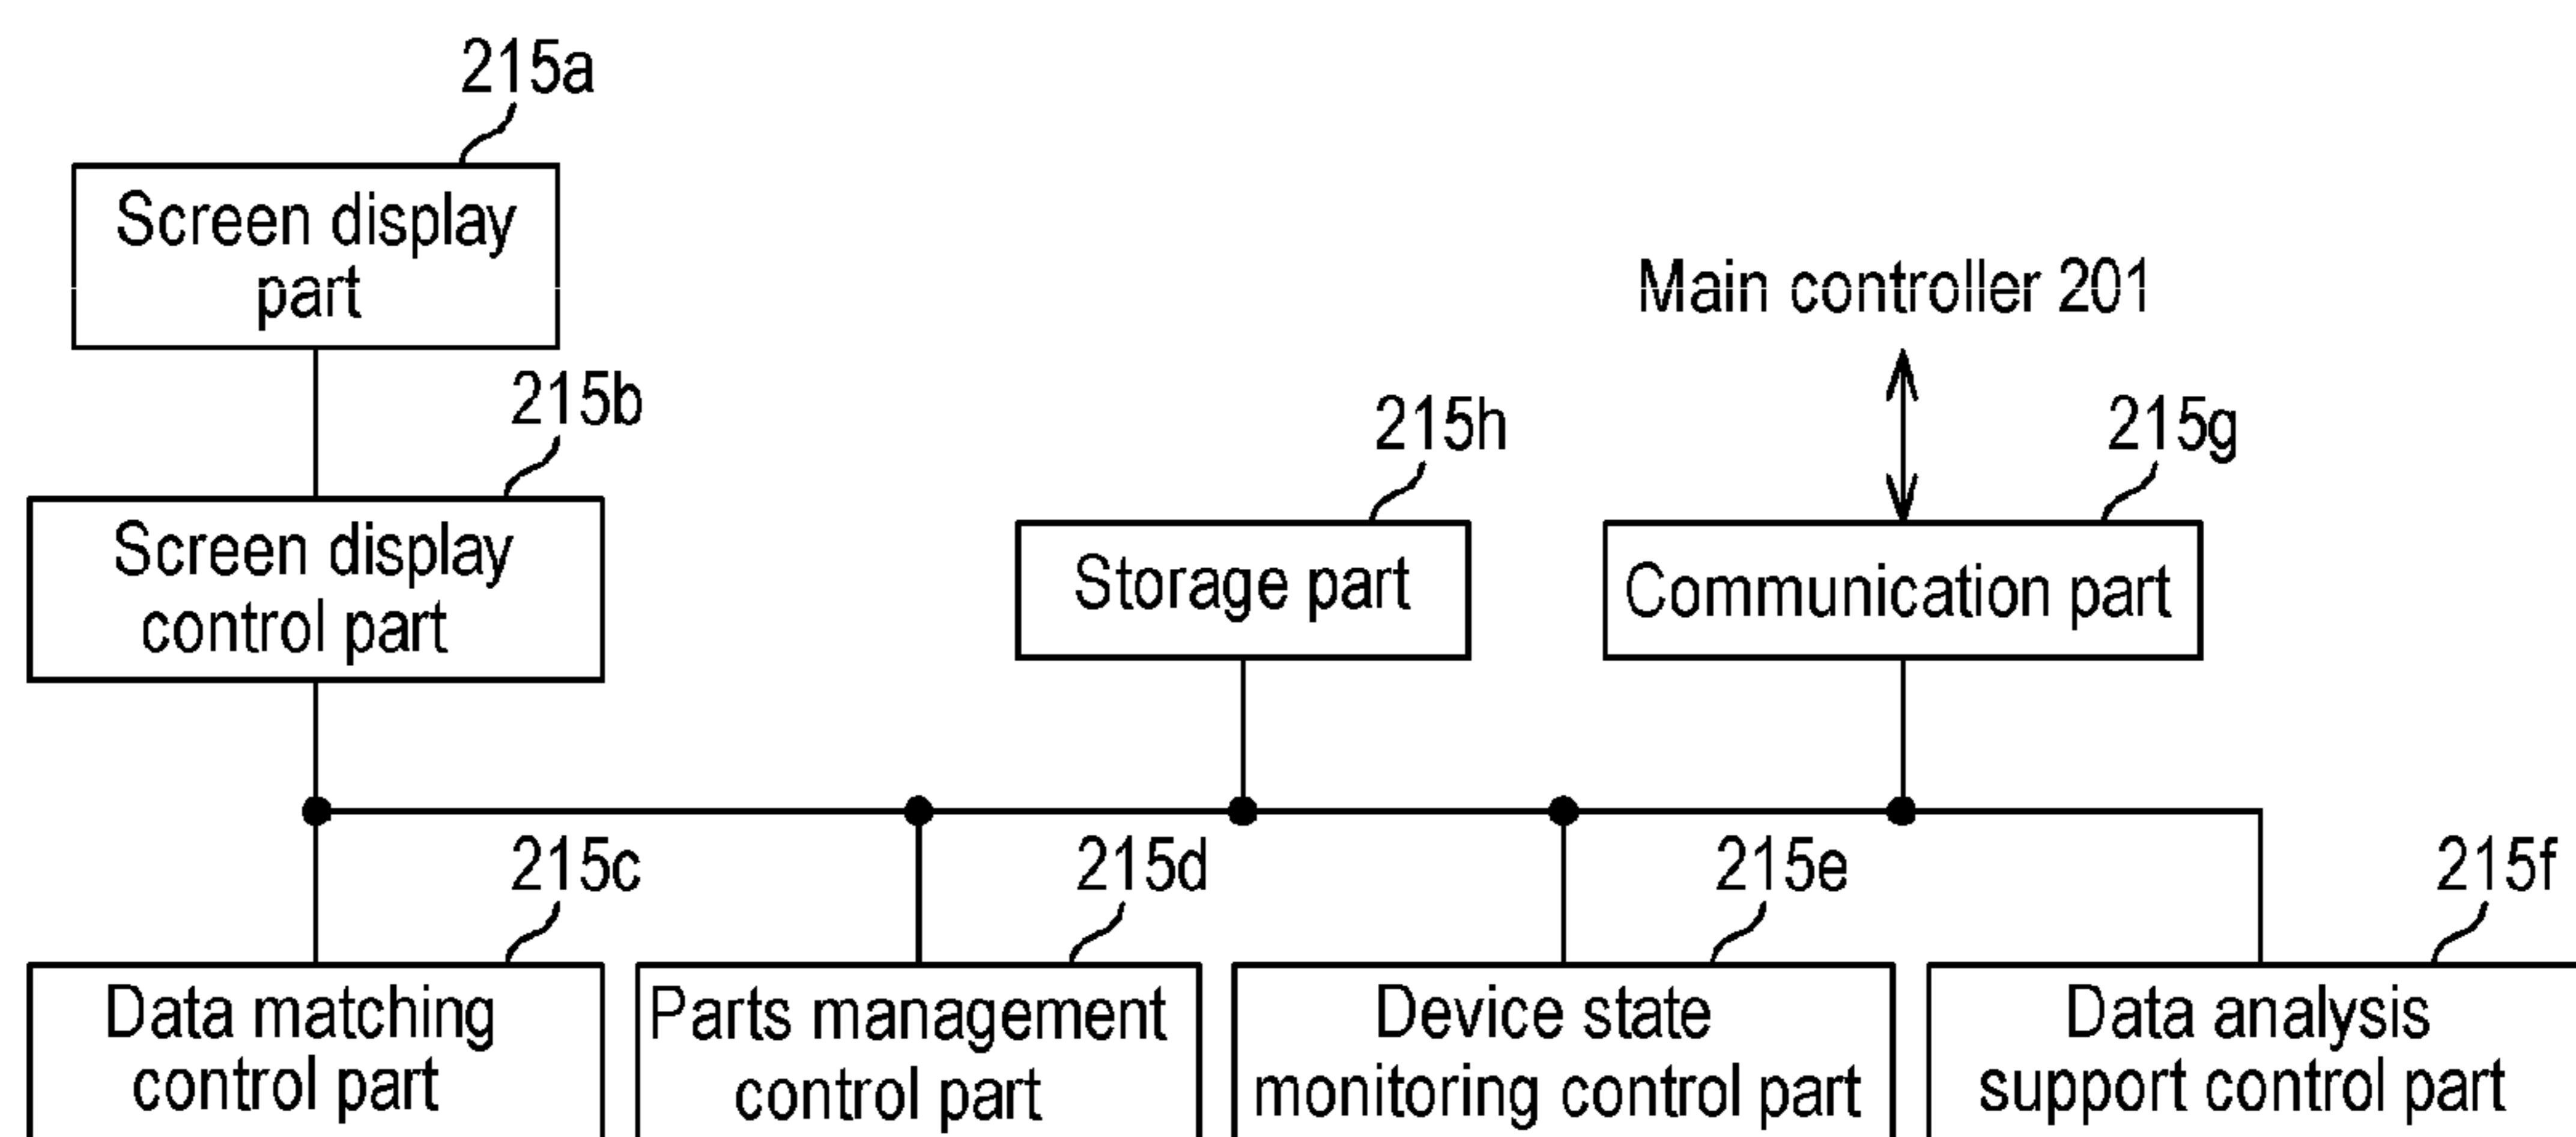 215a
Screen display
part
Main controller 201
215b
215h
215g
Screen display
control part
Storage part
Communication part
215c
215d
215e
215f
Data matching
control part
Parts management
control part
Device state
monitoring control part
Data analysis
support control part